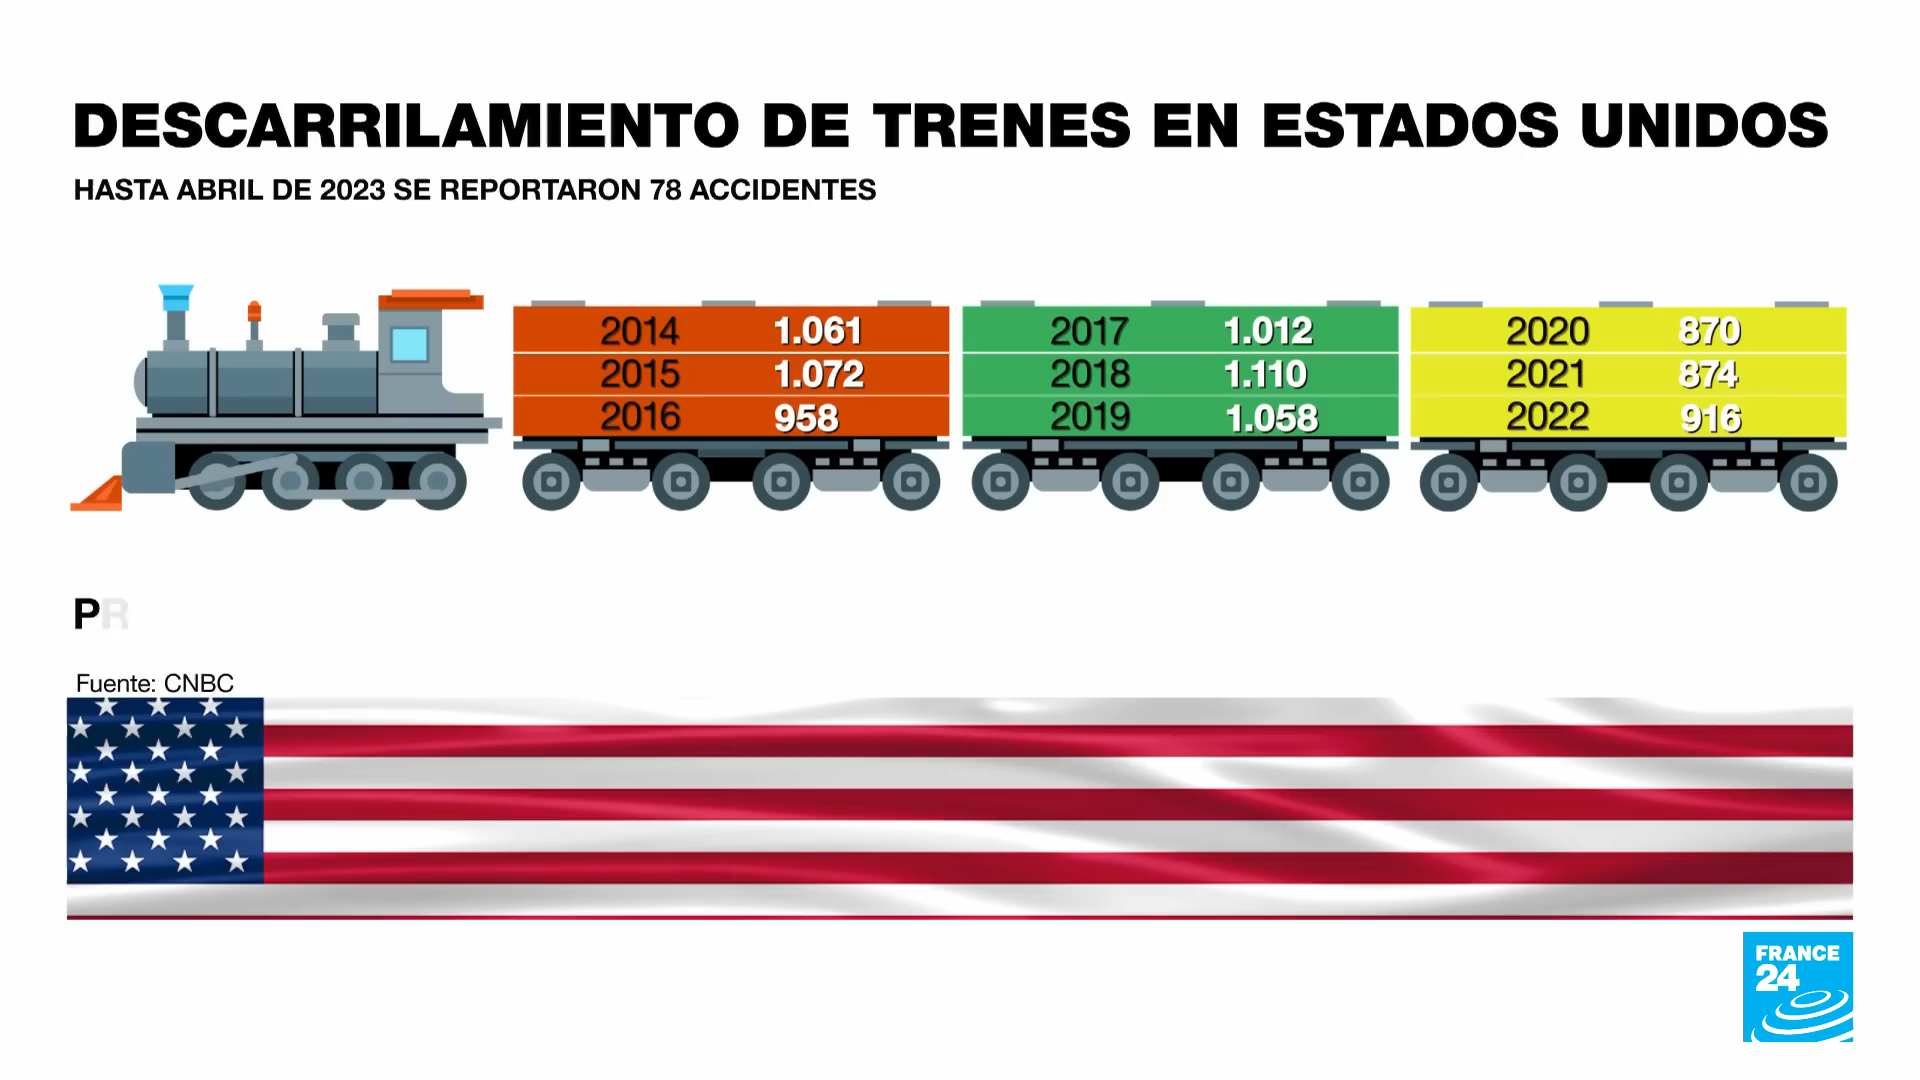 DESCARRILAMIENTO DE TRENES EN ESTADOS UNIDOS
HASTA ABRIL DE 2023 SE REPORTARON 78 ACCIDENTES
2014 1.061
2015 1.072
2016 958
2017 1.012
2018 1.110
2019 1.058
2020 870
2021 874
2022 916
PR
Fuente: CNBC
FRANCE
24